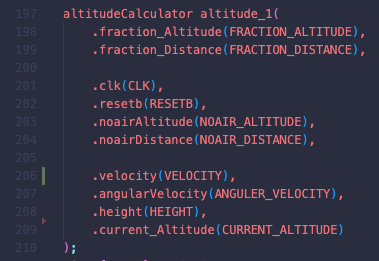 197 altitudeCalculator altitude_1(
198 .fraction_Altitude(FRACTION_ALTITUDE),
199 .fraction_Distance(FRACTION_DISTANCE),
200
201 .clk(CLK),
202 .resetb(RESETB),
203 .noairAltitude(NOAIR_ALTITUDE),
204 .noairDistance(NOAIR_DISTANCE),
205
206 .velocity(VELOCITY),
207 .angularVelocity(ANGULER_VELOCITY),
208 .height(HEIGHT),
209 .current_Altitude(CURRENT_ALTITUDE)
210 );